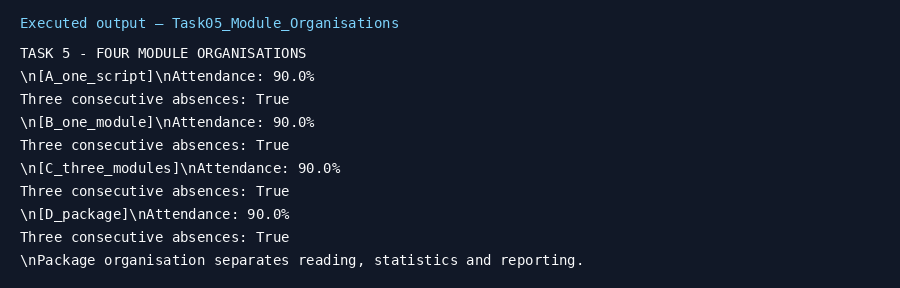 Executed output — Task05_Module_Organisations
TASK 5 - FOUR MODULE ORGANISATIONS
\n[A_one_script]\nAttendance: 90.0%
Three consecutive absences: True
\n[B_one_module]\nAttendance: 90.0%
Three consecutive absences: True
\n[C_three_modules]\nAttendance: 90.0%
Three consecutive absences: True
\n[D_package]\nAttendance: 90.0%
Three consecutive absences: True
\nPackage organisation separates reading, statistics and reporting.